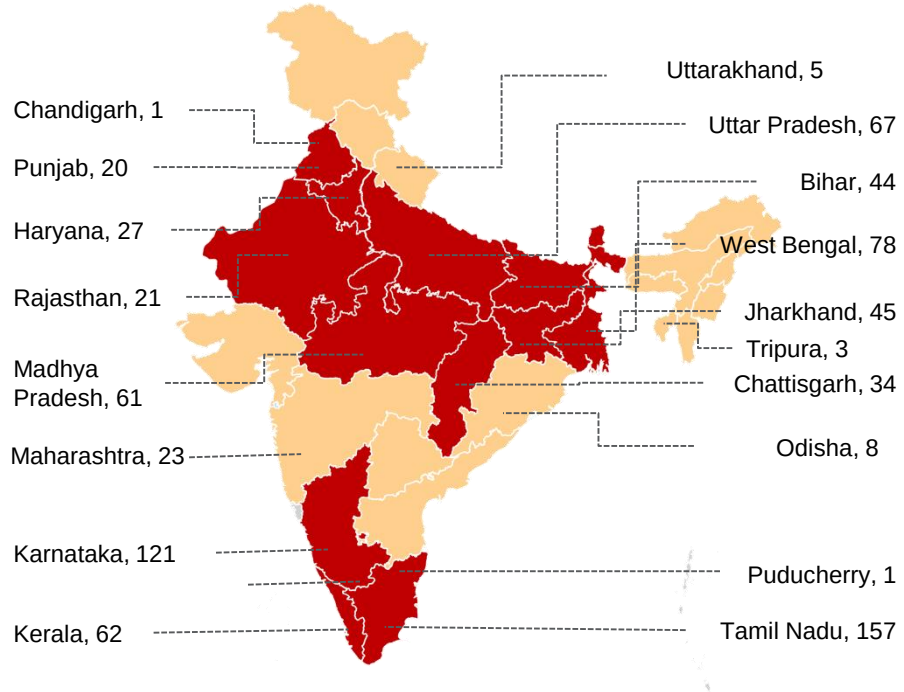 Chandigarh, 1
Punjab, 20
Haryana, 27
Rajasthan, 21
Madhya
Pradesh, 61
Maharashtra, 23
Karnataka, 121
Kerala, 62
Uttarakhand, 5
Uttar Pradesh, 67
Bihar, 44
West Bengal, 78
Jharkhand, 45
Tripura, 3
Chattisgarh, 34
Odisha, 8
Puducherry, 1
Tamil Nadu, 157